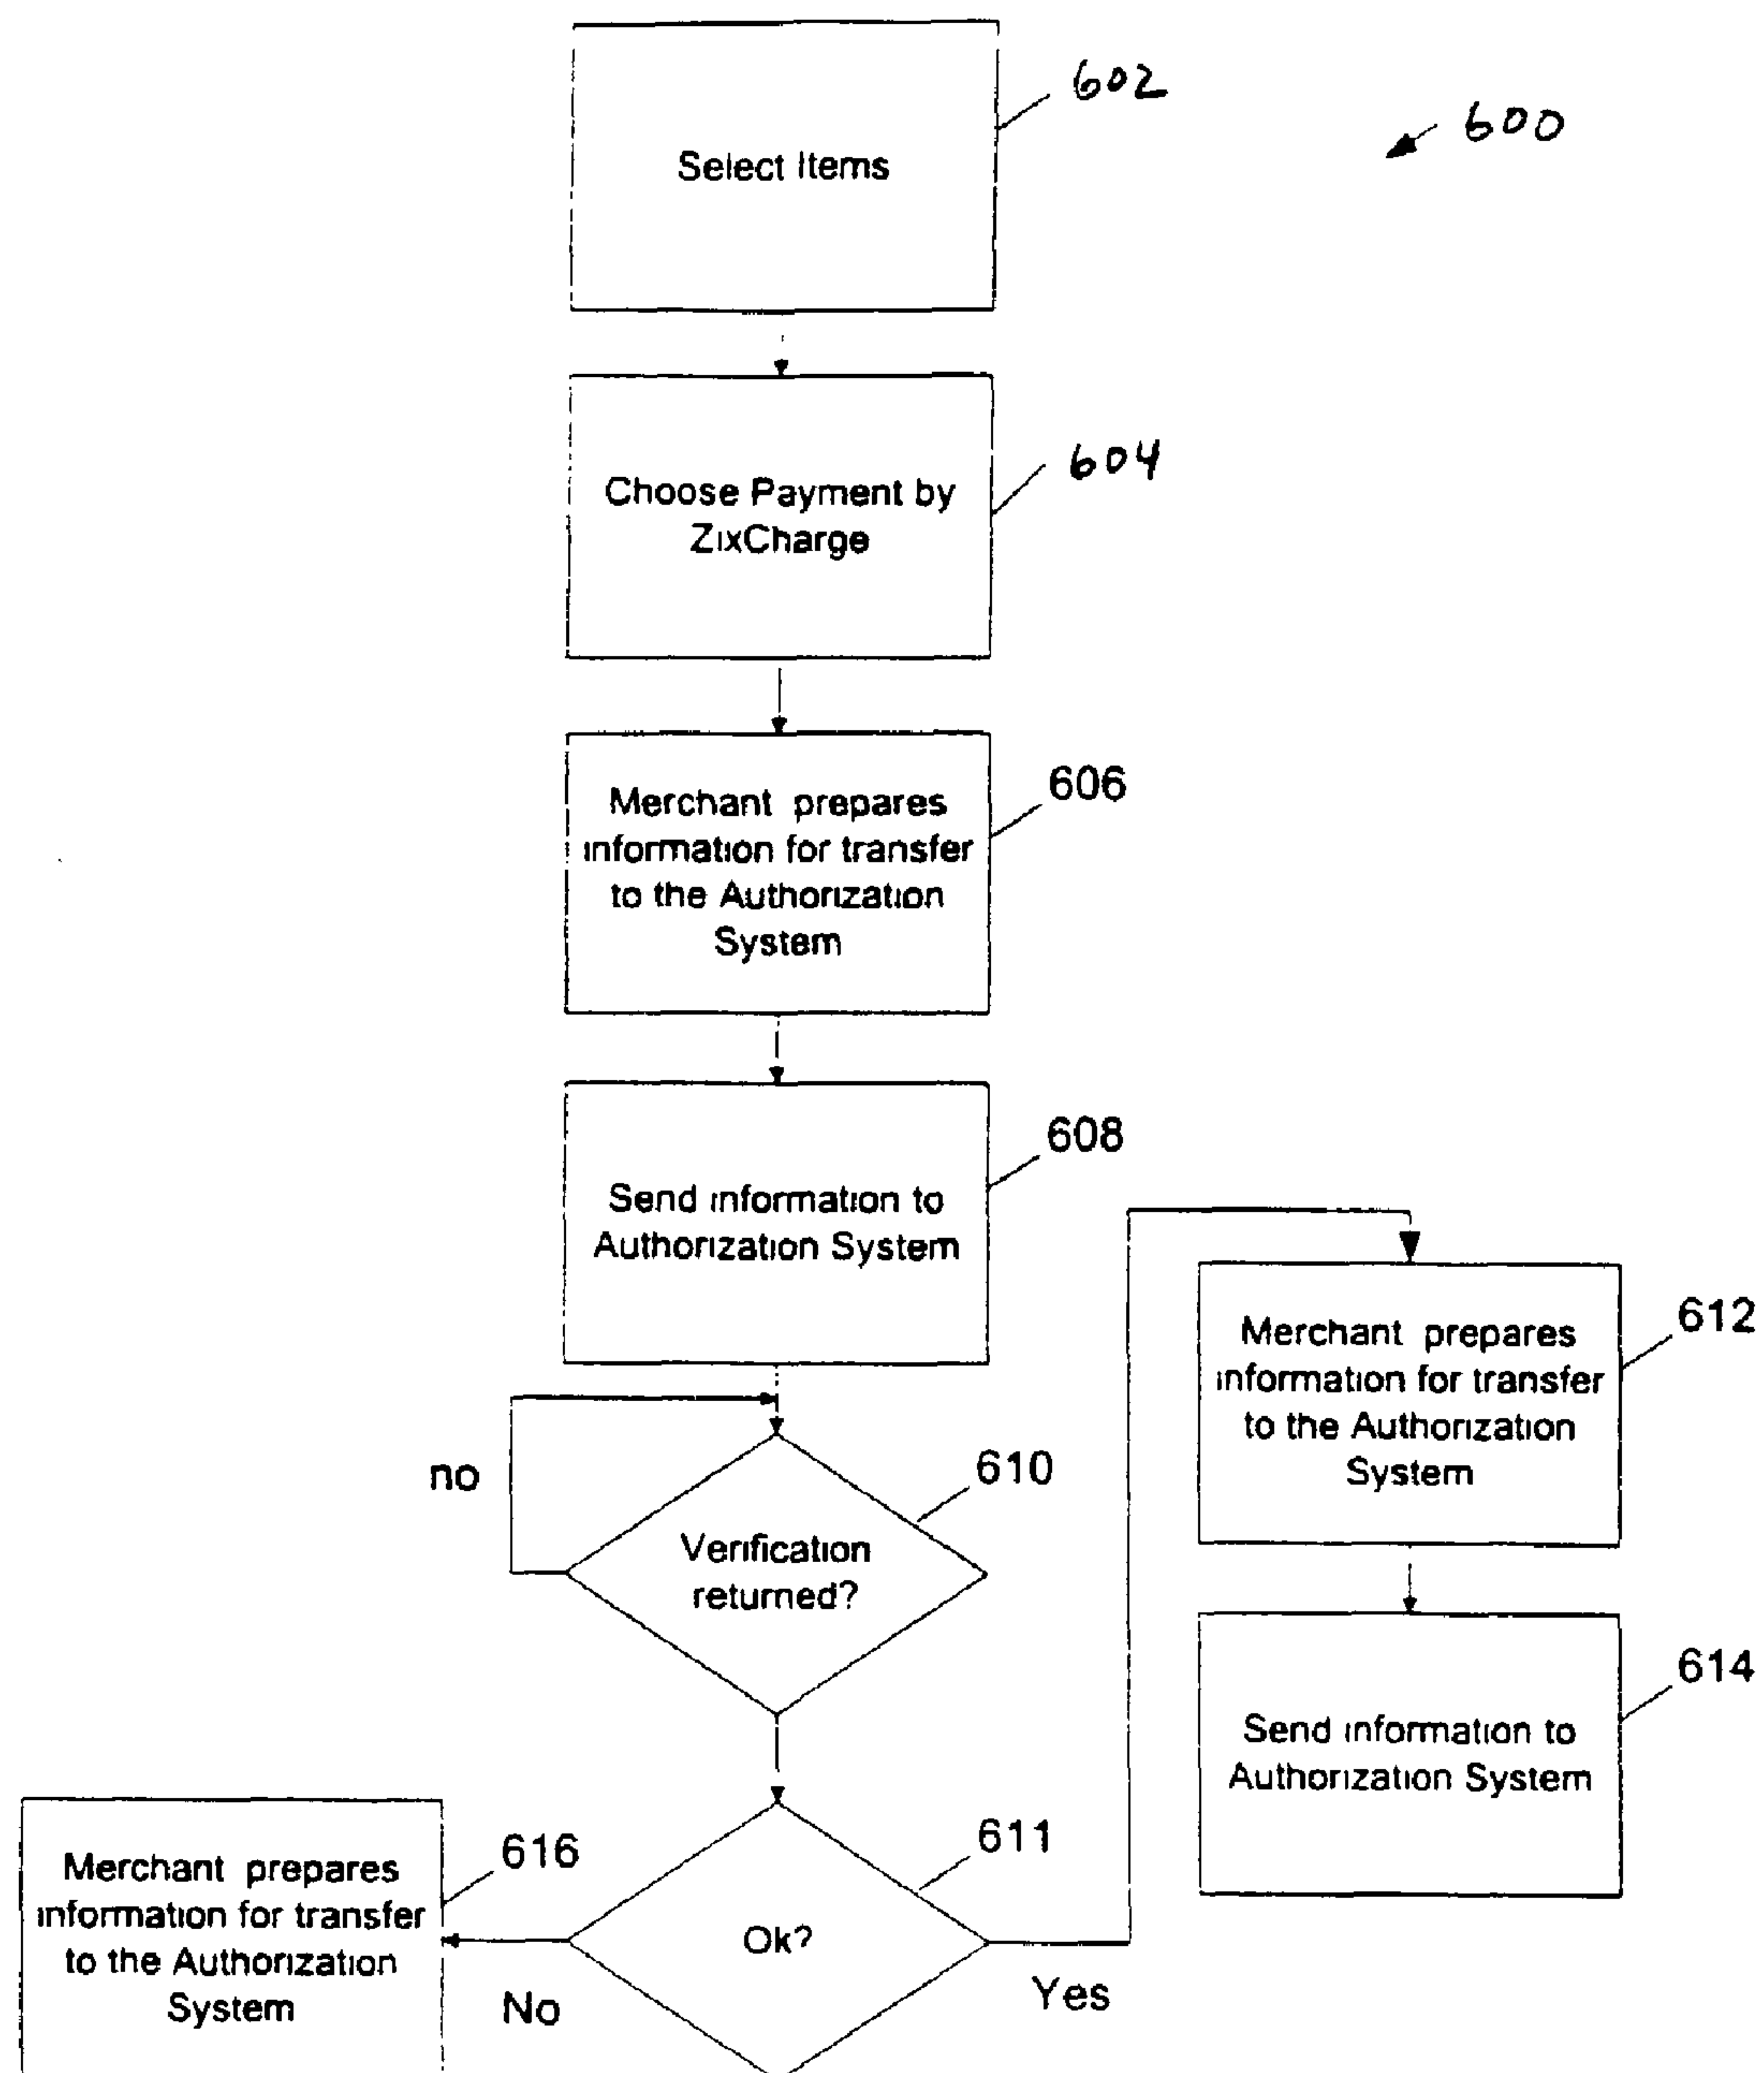 602
600
Select Items
604
Choose Payment by
ZixCharge
606
Merchant prepares
information for transfer
to the Authorization
System
608
Send information to
Authorization System
612
Merchant prepares
information for transfer
to the Authorization
System
no
610
Verification
returned?
614
Send information to
Authorization System
611
616
Merchant prepares
information for transfer
to the Authorization
System
Ok?
No
Yes